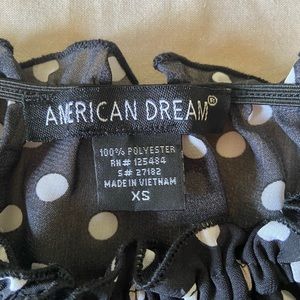 AMERICAN DREAM®
100% POLYESTER
RN# 125484
S# 27182
MADE IN VIETNAM
XS